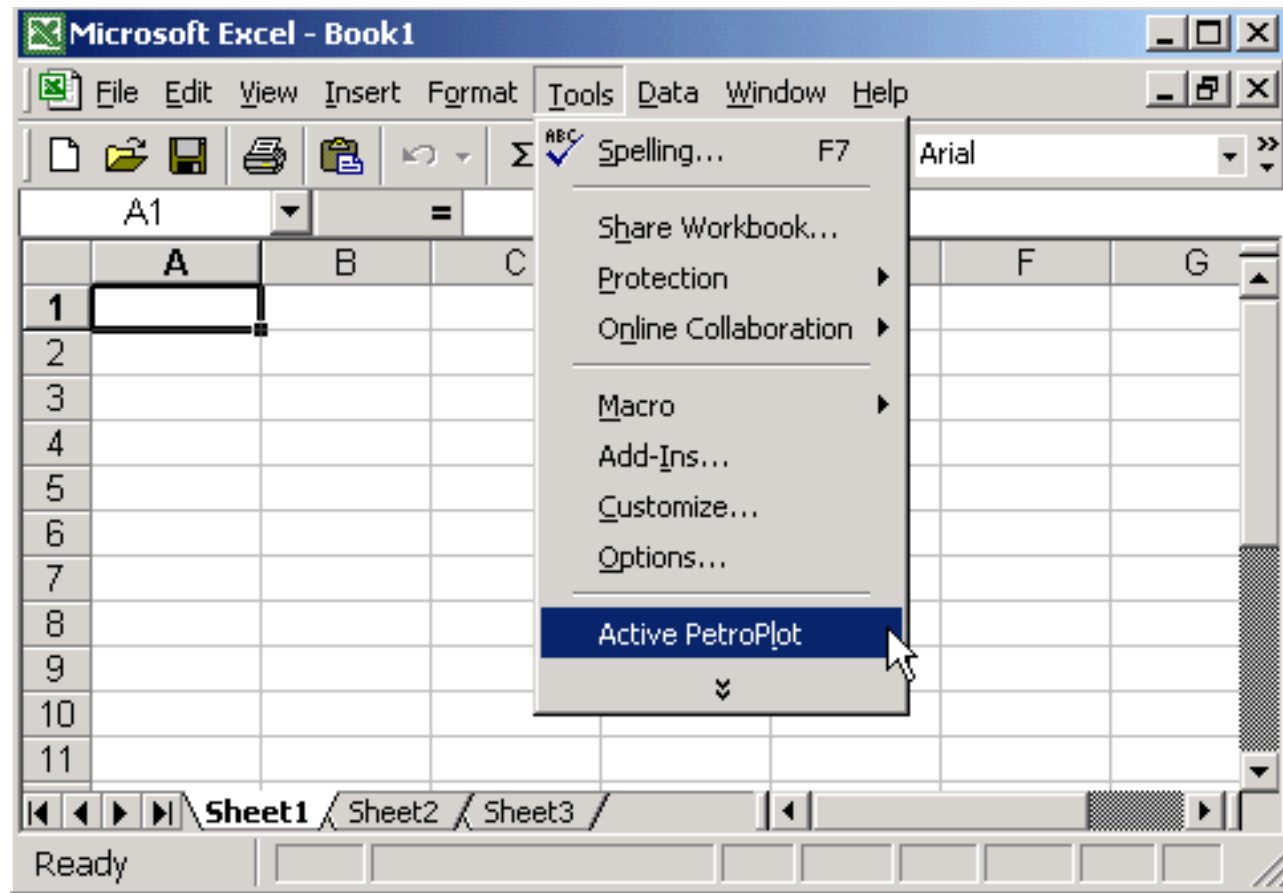 Microsoft Excel - Book1
File Edit View Insert Format Tools Data Window Help
Σ ABC Spelling... F7 Arial
A1 =
Share Workbook...
A B C F G
Protection
1
Online Collaboration
2
3
Macro
4
Add-Ins...
5
Customize...
6
Options...
7
8
Active PetroPlot
9
10
11
Sheet1 Sheet2 Sheet3
Ready